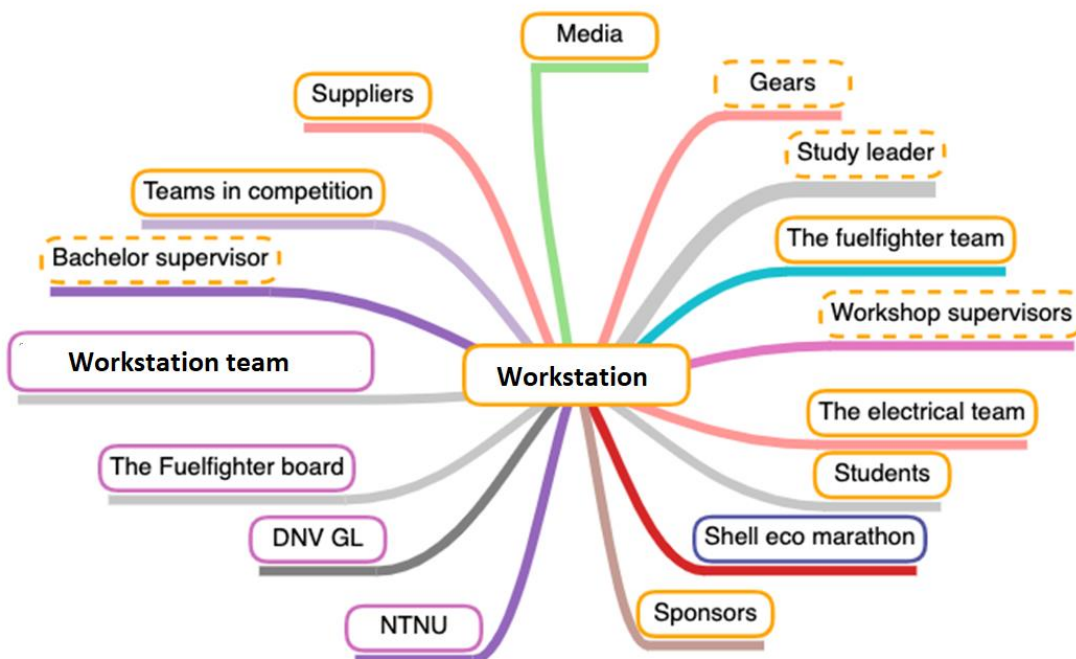 Media
Suppliers
Gears
Study leader
Teams in competition
The fuelfighter team
Bachelor supervisor
Workshop supervisors
Workstation team
Workstation
The electrical team
The Fuelfighter board
Students
DNV GL
Shell eco marathon
NTNU
Sponsors